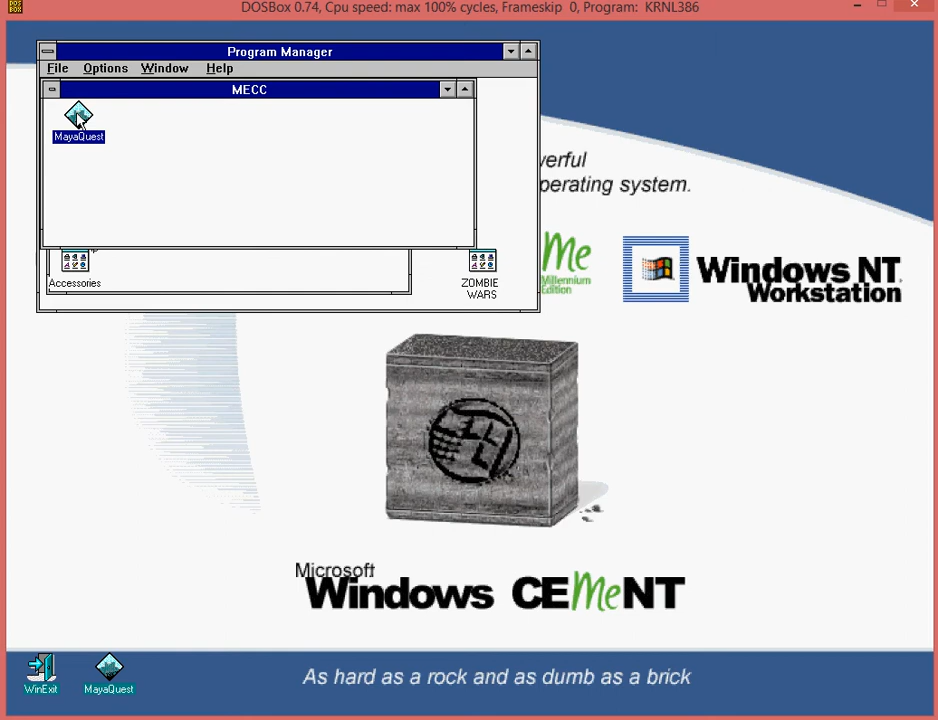 DOSBox 0.74, Cpu speed: max 100% cycles, Frameskip 0, Program: KRNL386
Program Manager
File Options Window Help
MECC
MayaQuest
Accessories
ZOMBIE
WARS
verful
perating system.
Me
Millennium
Edition
Windows NT
Workstation
Microsoft
Windows CEMeNT
WinExit
MayaQuest
As hard as a rock and as dumb as a brick